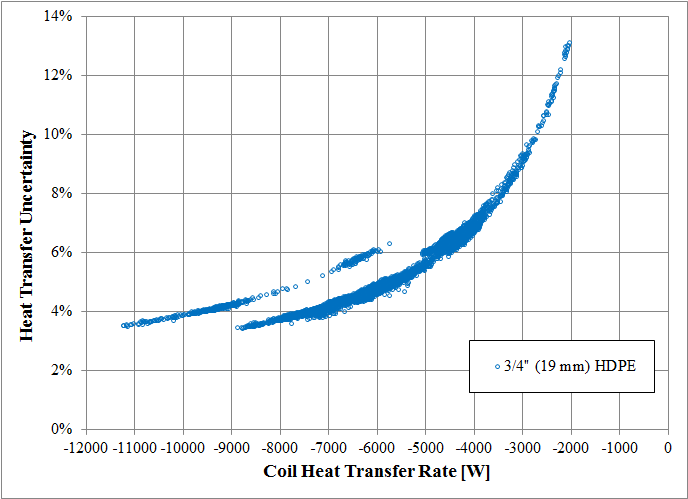 14%
12%
10%
8%
6%
4%
2%
0%
Heat Transfer Uncertainty
3/4" (19 mm) HDPE
-12000 -11000 -10000 -9000 -8000 -7000 -6000 -5000 -4000 -3000 -2000 -1000 0
Coil Heat Transfer Rate [W]